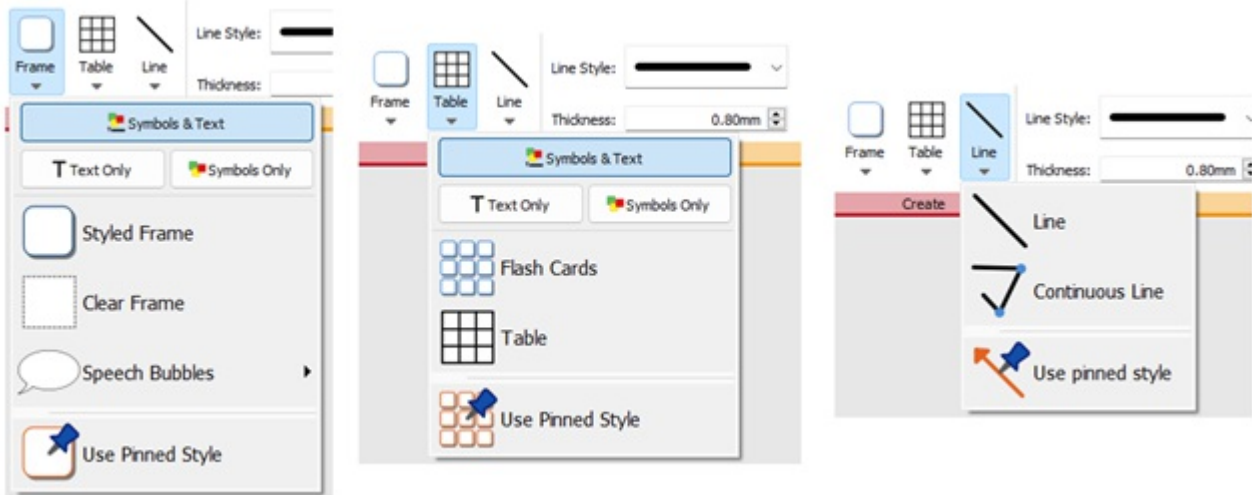 Frame
Table
Line
Line Style:
Thickness:
Symbols & Text
Text Only
Symbols Only
Styled Frame
Clear Frame
Speech Bubbles
Use Pinned Style
Frame
Table
Line
Line Style:
Thickness:
0.80mm
Symbols & Text
Text Only
Symbols Only
Flash Cards
Table
Use Pinned Style
Frame
Table
Line
Line Style:
Thickness:
0.80mm
Create
Line
Continuous Line
Use pinned style